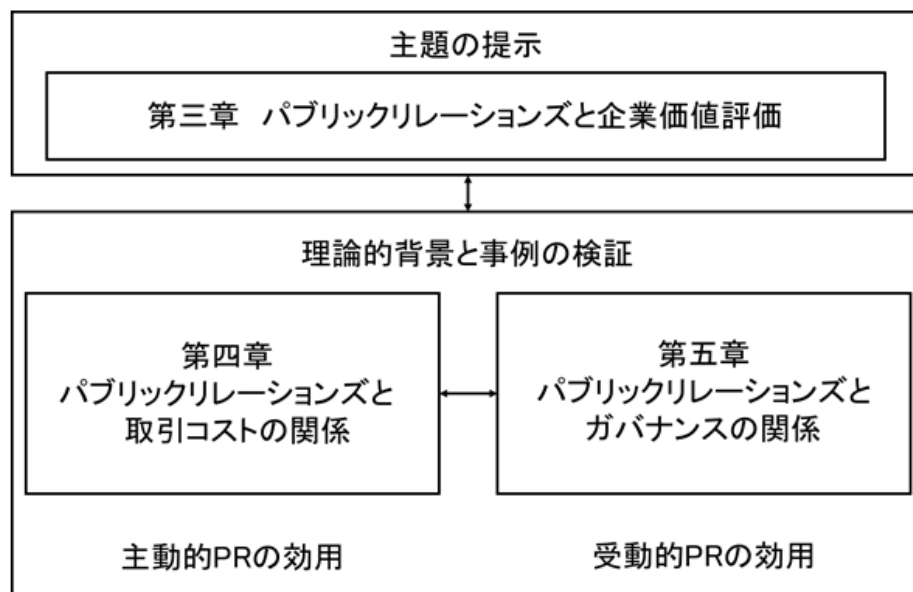 主題の提示
第三章　パブリックリレーションズと企業価値評価
理論的背景と事例の検証
第四章
パブリックリレーションズと
取引コストの関係
第五章
パブリックリレーションズと
ガバナンスの関係
主動的PRの効用
受動的PRの効用